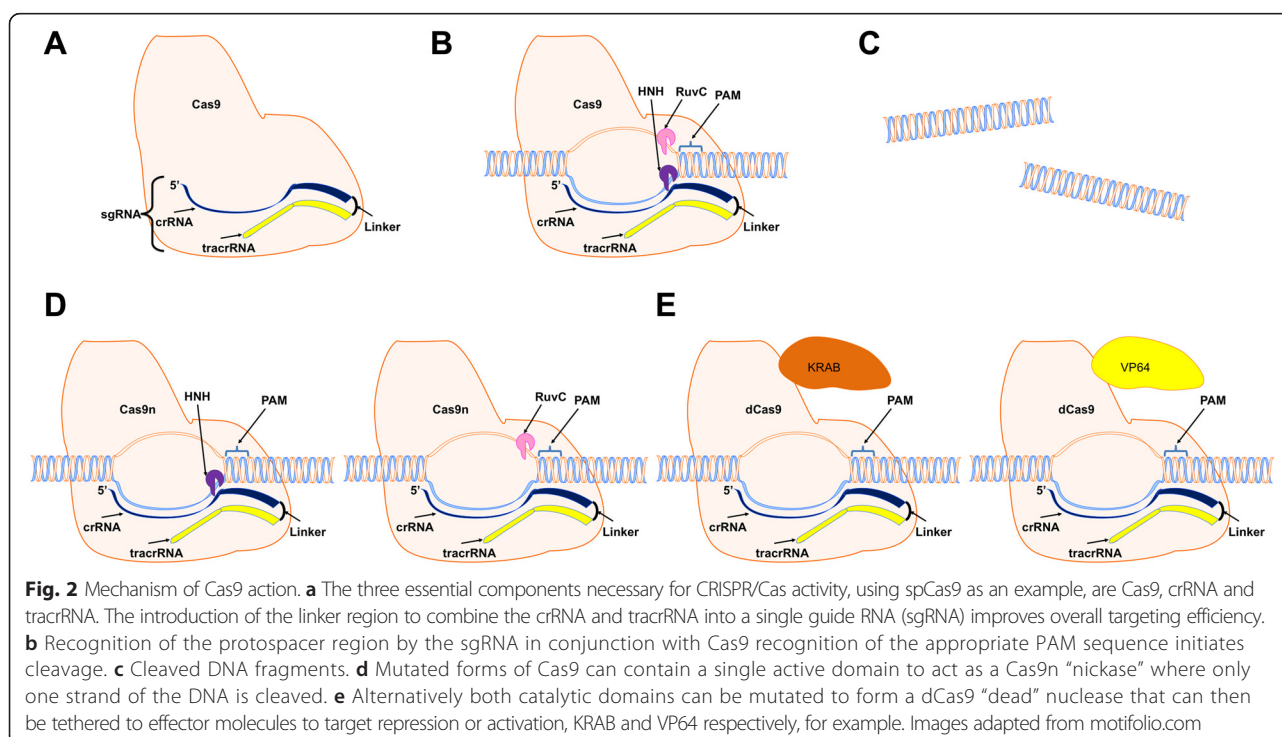 A
Cas9
5’
sgRNA
crRNA
tracrRNA
Linker
B
Cas9
HNH
RuvC
PAM
5’
crRNA
tracrRNA
Linker
C
D
Cas9n
HNH
PAM
5’
crRNA
tracrRNA
Linker
Cas9n
RuvC
PAM
5’
crRNA
tracrRNA
Linker
E
KRAB
dCas9
PAM
5’
crRNA
tracrRNA
Linker
VP64
dCas9
PAM
5’
crRNA
tracrRNA
Linker
Fig. 2 Mechanism of Cas9 action. a The three essential components necessary for CRISPR/Cas activity, using spCas9 as an example, are Cas9, crRNA and
tracrRNA. The introduction of the linker region to combine the crRNA and tracrRNA into a single guide RNA (sgRNA) improves overall targeting efficiency.
b Recognition of the protospacer region by the sgRNA in conjunction with Cas9 recognition of the appropriate PAM sequence initiates
cleavage. c Cleaved DNA fragments. d Mutated forms of Cas9 can contain a single active domain to act as a Cas9n “nickase” where only
one strand of the DNA is cleaved. e Alternatively both catalytic domains can be mutated to form a dCas9 “dead” nuclease that can then
be tethered to effector molecules to target repression or activation, KRAB and VP64 respectively, for example. Images adapted from motifolio.com